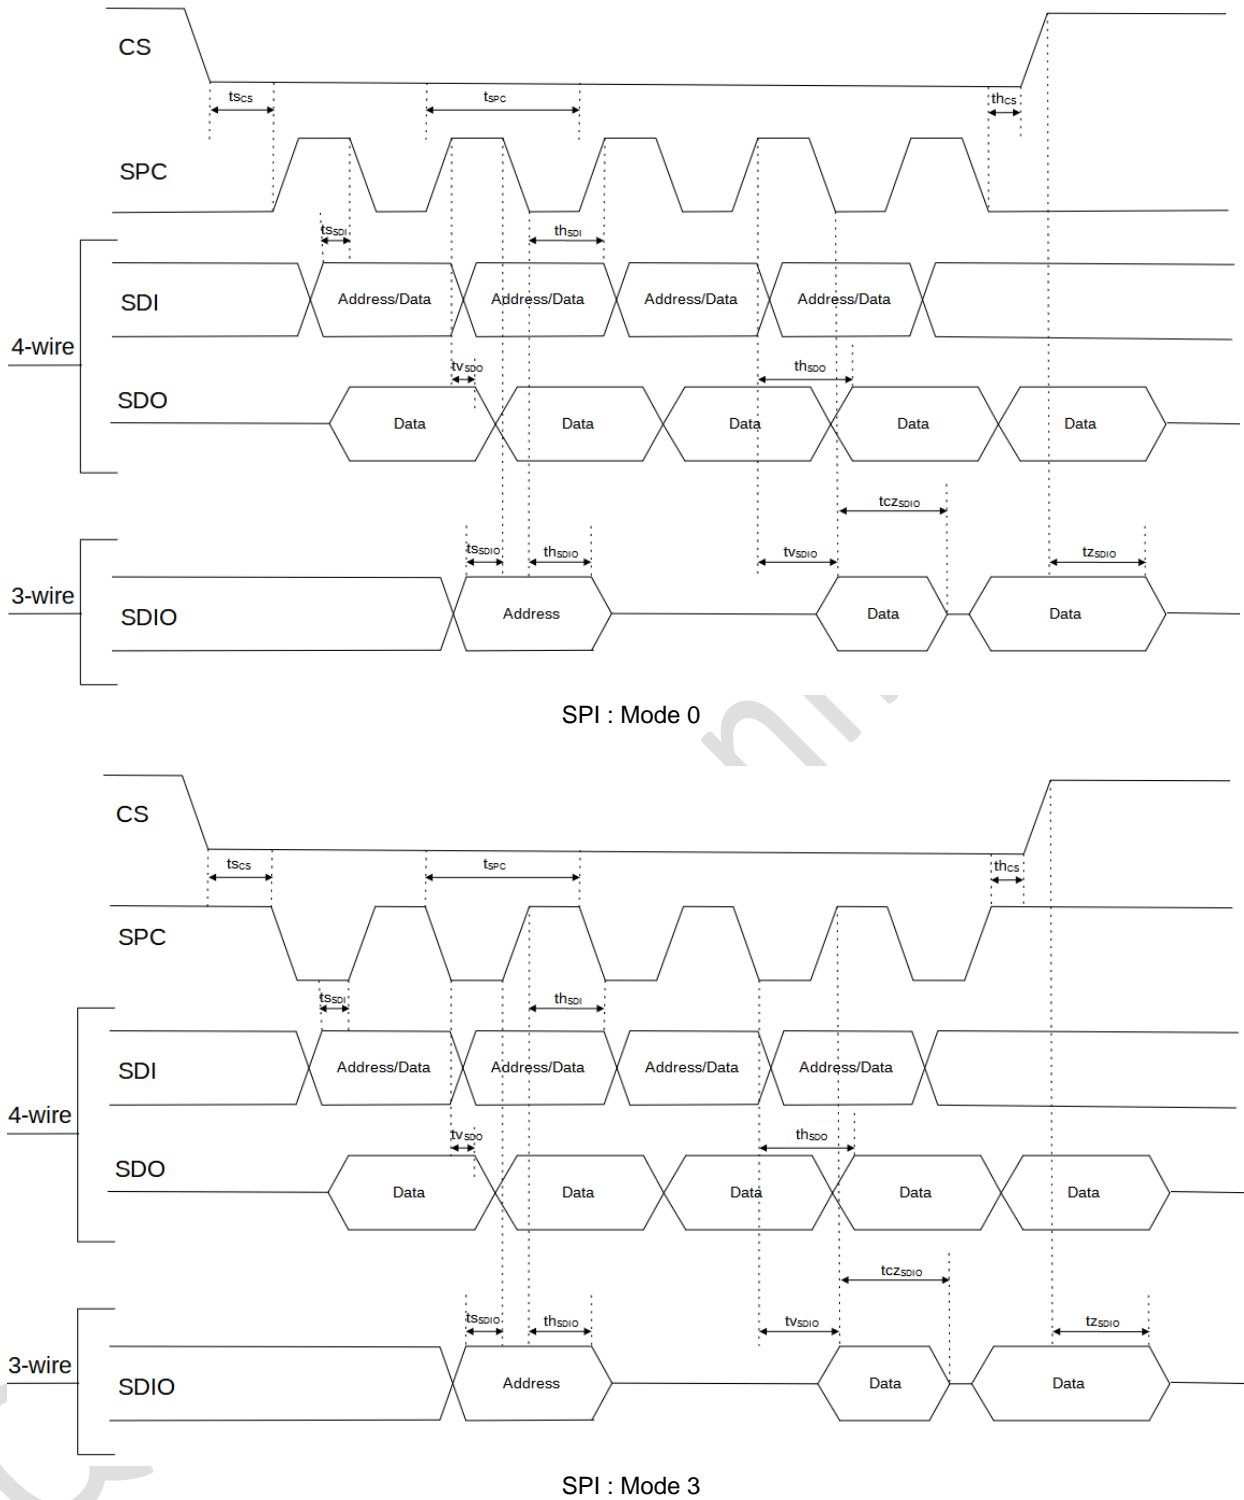 CS
tsCS tSPC thCS
SPC
tsSDI thSDI
SDI Address/Data Address/Data Address/Data Address/Data
4-wire
tvSDO thSDO
SDO Data Data Data Data Data
tczSDIO
tsSDIO thSDIO tvSDIO tzSDIO
3-wire
SDIO Address Data Data
SPI : Mode 0
CS
tsCS tSPC thCS
SPC
tsSDI thSDI
SDI Address/Data Address/Data Address/Data Address/Data
4-wire
tvSDO thSDO
SDO Data Data Data Data Data
tczSDIO
tsSDIO thSDIO tvSDIO tzSDIO
3-wire
SDIO Address Data Data
SPI : Mode 3